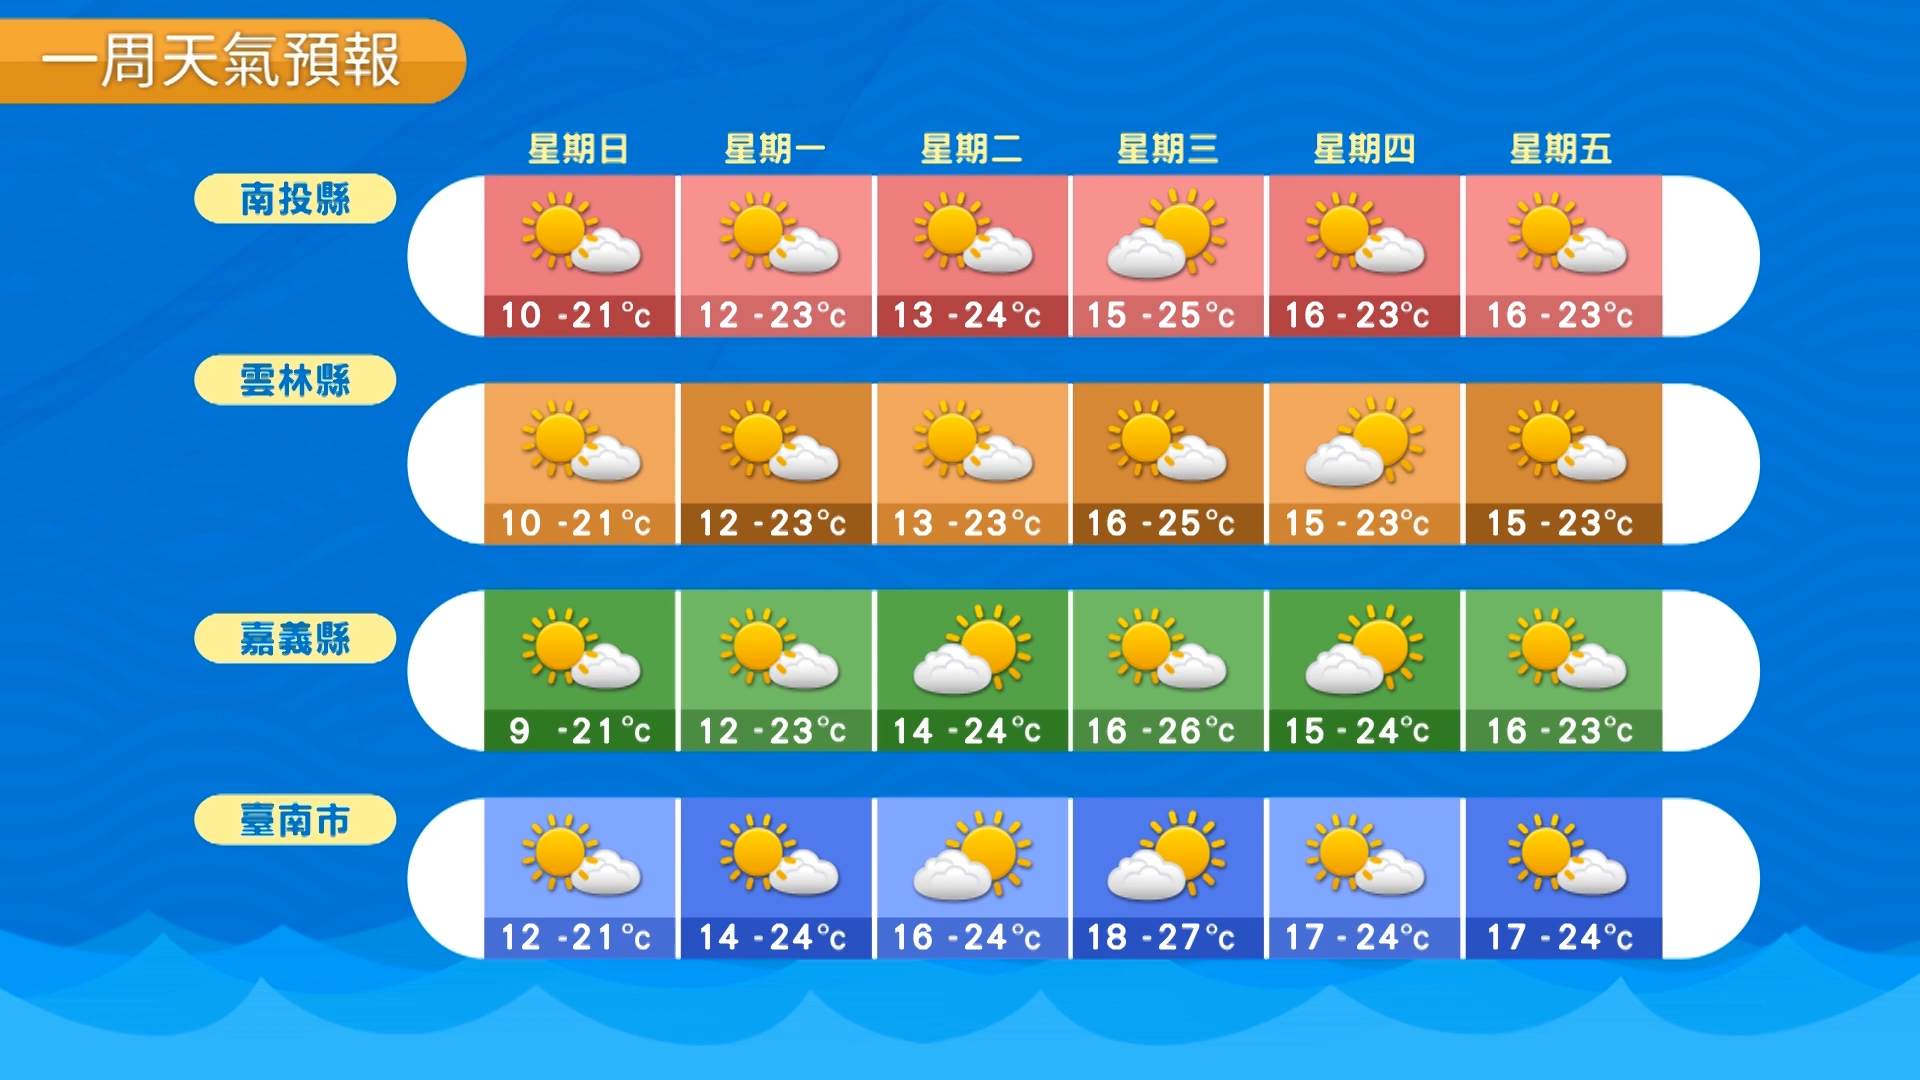 一周天氣預報
星期日 星期一 星期二 星期三 星期四 星期五
南投縣
10 -21°C 12 -23°C 13 -24°C 15 -25°C 16 -23°C 16 -23°C
雲林縣
10 -21°C 12 -23°C 13 -23°C 16 -25°C 15 -23°C 15 -23°C
嘉義縣
9 -21°C 12 -23°C 14 -24°C 16 -26°C 15 -24°C 16 -23°C
臺南市
12 -21°C 14 -24°C 16 -24°C 18 -27°C 17 -24°C 17 -24°C